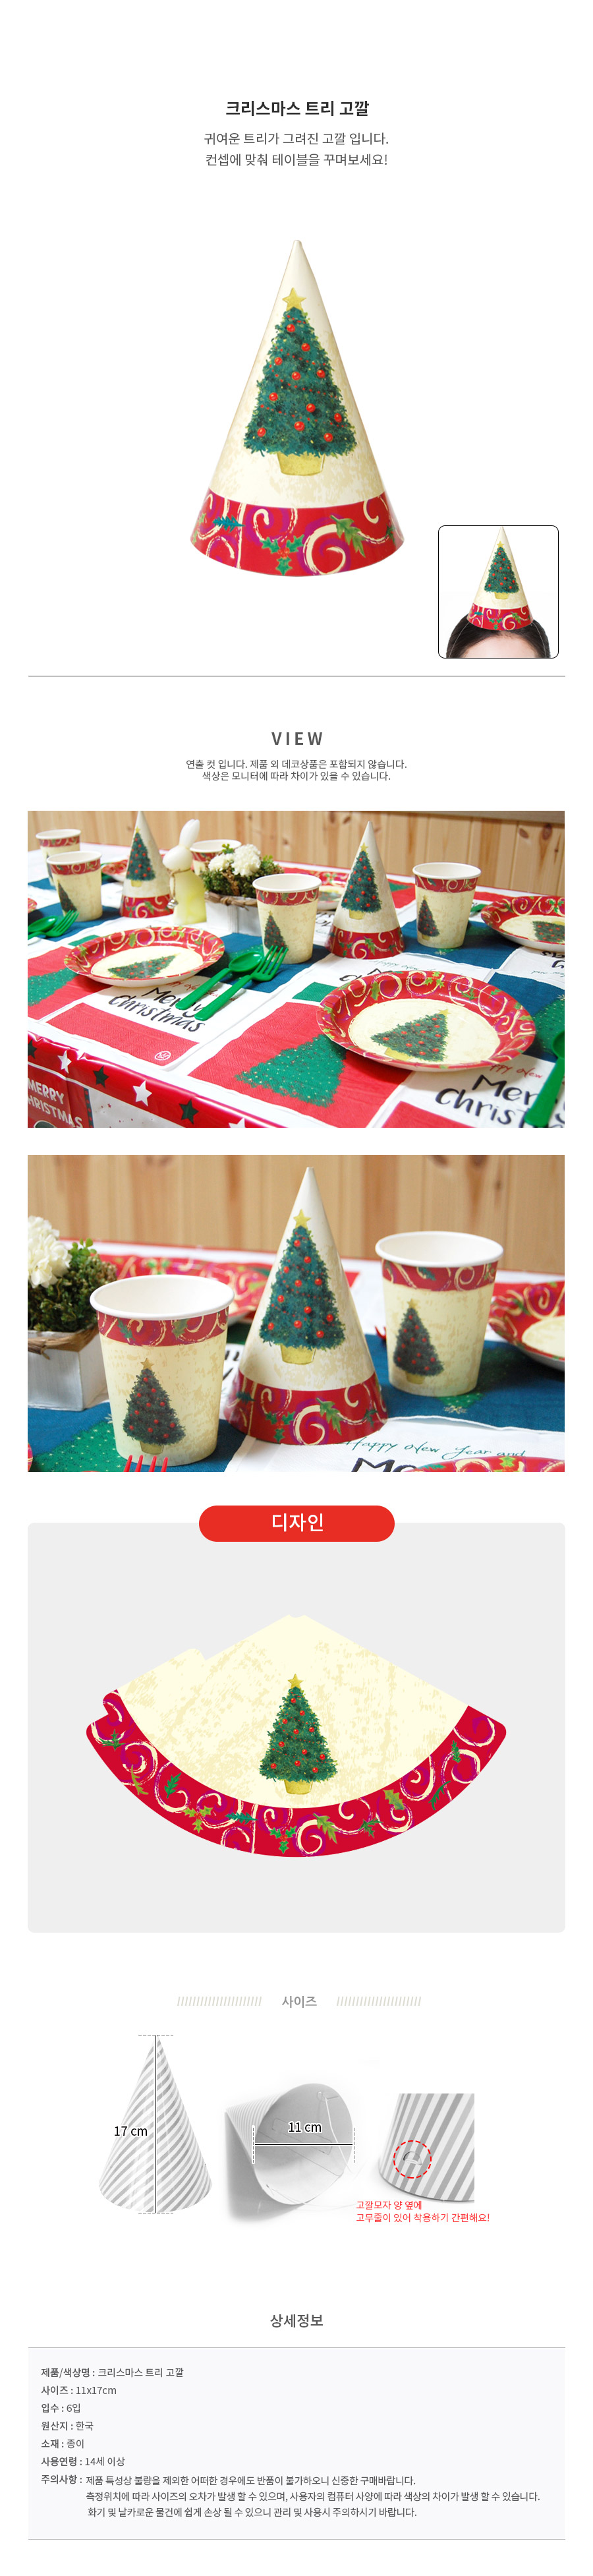 크리스마스 트리 고깔
귀여운 트리가 그려진 고깔 입니다.
컨셉에 맞춰 테이블을 꾸며보세요!
VIEW
연출 컷 입니다. 제품 외 데코상품은 포함되지 않습니다.
색상은 모니터에 따라 차이가 있을 수 있습니다.
Merry
Christmas
MERRY
CHRISTMAS
Merry
Chris
Happy New Year and
디자인
사이즈
17 cm
11 cm
고깔모자 양 옆에
고무줄이 있어 착용하기 간편해요!
상세정보
제품/색상명 : 크리스마스 트리 고깔
사이즈 : 11x17cm
입수 : 6입
원산지 : 한국
소재 : 종이
사용연령 : 14세 이상
주의사항 : 제품 특성상 불량을 제외한 어떠한 경우에도 반품이 불가하오니 신중한 구매바랍니다.
측정위치에 따라 사이즈의 오차가 발생 할 수 있으며, 사용자의 컴퓨터 사양에 따라 색상의 차이가 발생 할 수 있습니다.
화기 및 날카로운 물건에 쉽게 손상 될 수 있으니 관리 및 사용시 주의하시기 바랍니다.